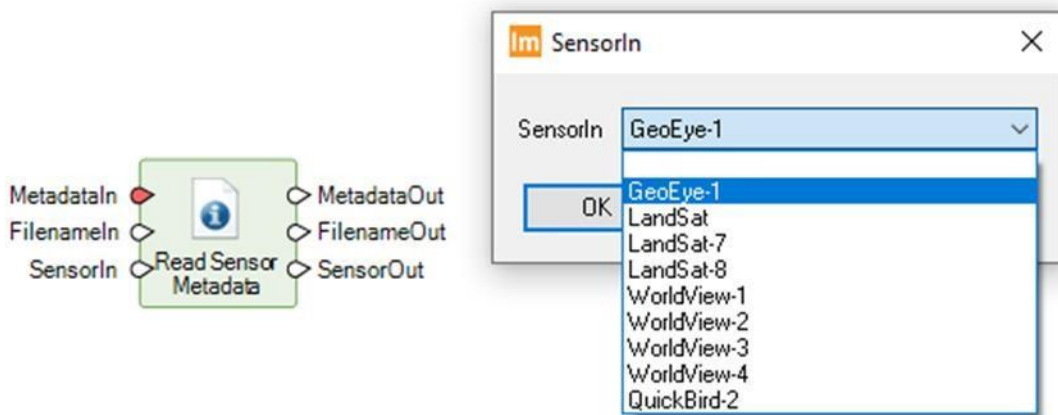 Im SensorIn
SensorIn GeoEye-1
OK
GeoEye-1
LandSat
LandSat-7
LandSat-8
WorldView-1
WorldView-2
WorldView-3
WorldView-4
QuickBird-2
MetadataIn
FilenameIn
SensorIn
Read Sensor
Metadata
MetadataOut
FilenameOut
SensorOut